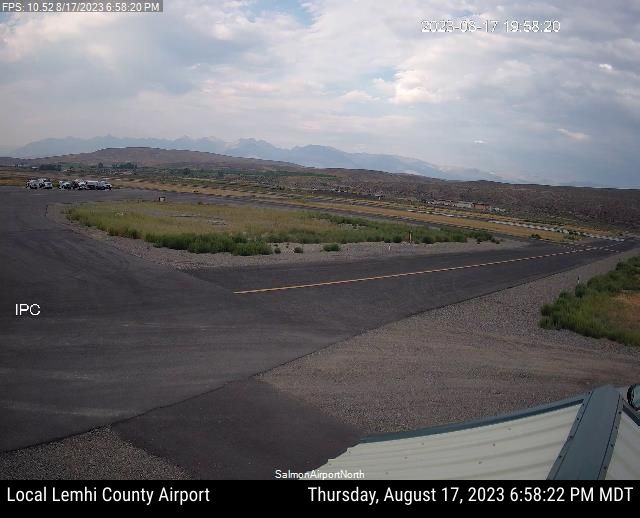 FPS: 10.52 8/17/2023 6:58:20 PM
2023-08-17 19:58:20
IPC
SalmonAirportNorth
Local Lemhi County Airport
Thursday, August 17, 2023 6:58:22 PM MDT